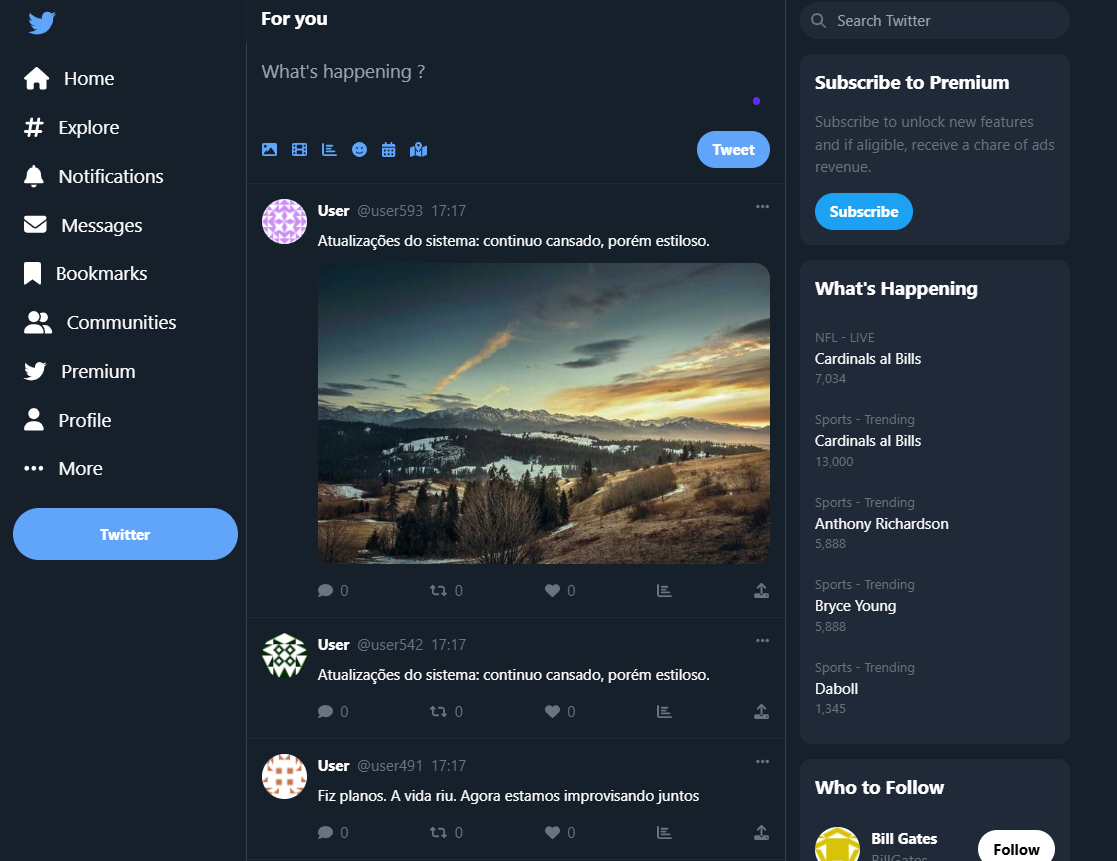 For you
Search Twitter
Home
Explore
Notifications
Messages
Bookmarks
Communities
Premium
Profile
More
Twitter
What's happening ?
Tweet
User @user593 17:17
Atualizações do sistema: continuo cansado, porém estiloso.
0 0 0
User @user542 17:17
Atualizações do sistema: continuo cansado, porém estiloso.
0 0 0
User @user491 17:17
Fiz planos. A vida riu. Agora estamos improvisando juntos
0 0 0
Subscribe to Premium
Subscribe to unlock new features
and if aligible, receive a chare of ads
revenue.
Subscribe
What's Happening
NFL - LIVE
Cardinals al Bills
7,034
Sports - Trending
Cardinals al Bills
13,000
Sports - Trending
Anthony Richardson
5,888
Sports - Trending
Bryce Young
5,888
Sports - Trending
Daboll
1,345
Who to Follow
Bill Gates
BillGates
Follow